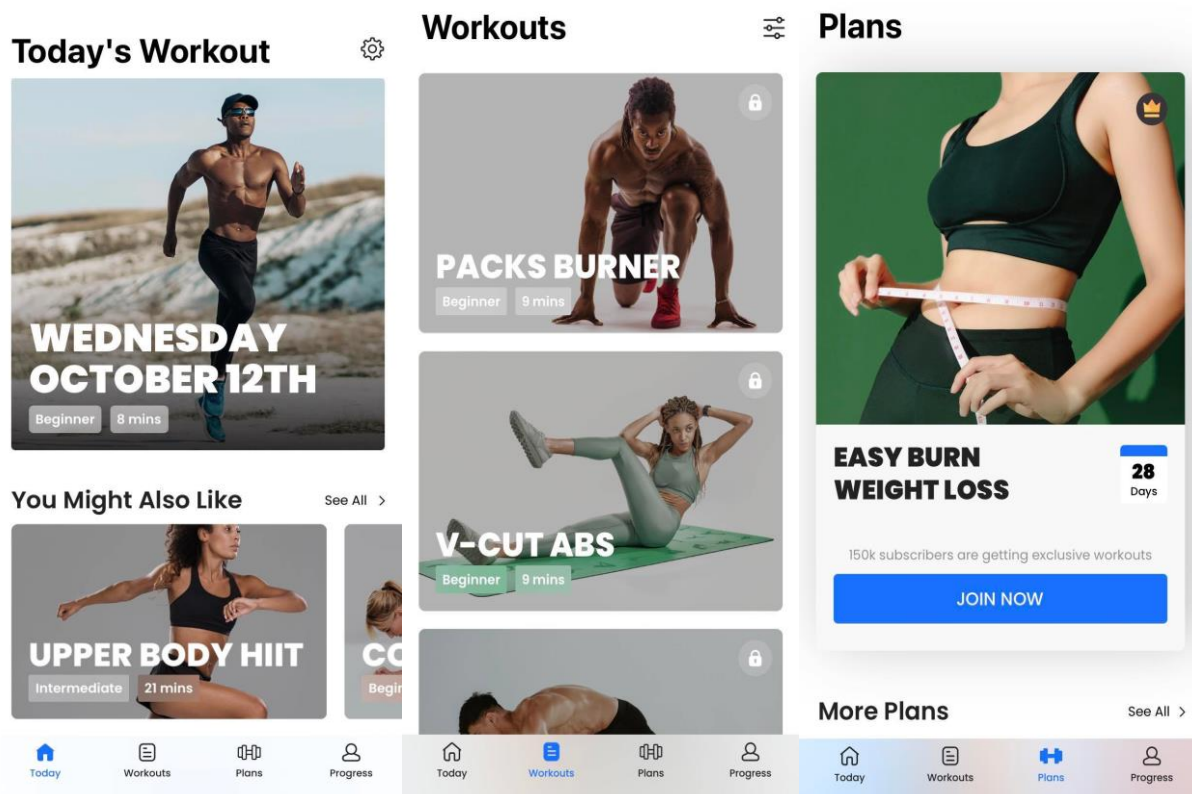 Today's Workout
WEDNESDAY
OCTOBER 12TH
Beginner 8 mins
You Might Also Like See All >
UPPER BODY HIIT
Intermediate 21 mins
CO
Begi
Today Workouts Plans Progress
Workouts
PACKS BURNER
Beginner 9 mins
V-CUT ABS
Beginner 9 mins
Today Workouts Plans Progress
Plans
EASY BURN
WEIGHT LOSS
28
Days
150k subscribers are getting exclusive workouts
JOIN NOW
More Plans See All >
Today Workouts Plans Progress